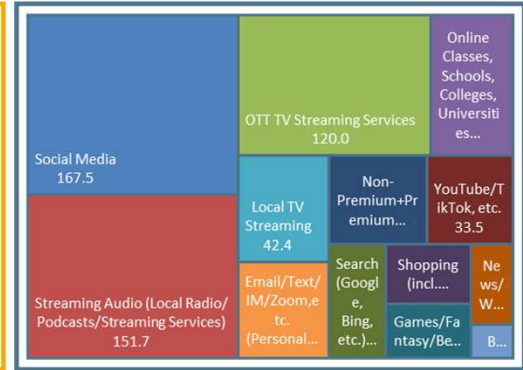 Social Media
167.5
Streaming Audio (Local Radio/
Podcasts/Streaming Services)
151.7
OTT TV Streaming Services
120.0
Online
Classes,
Schools,
Colleges,
Universiti
es...
Local TV
Streaming
42.4
Email/Text/
IM/Zoom,e
tc.
(Personal...
Non-
Premium+Pr
emium...
YouTube/T
ikTok, etc.
33.5
Search
(Googl
e,
Bing,
etc.)...
Shopping
(incl....
Games/Fa
ntasy/Be...
Ne
ws/
W...
B...